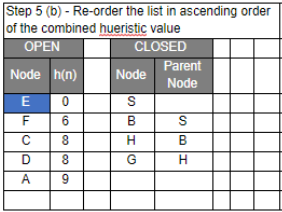 Step 5 (b) - Re-order the list in ascending order
of the combined hueristic value
OPEN CLOSED
Node h(n) Node Parent
Node
E 0 S
F 6 B S
C 8 H B
D 8 G H
A 9